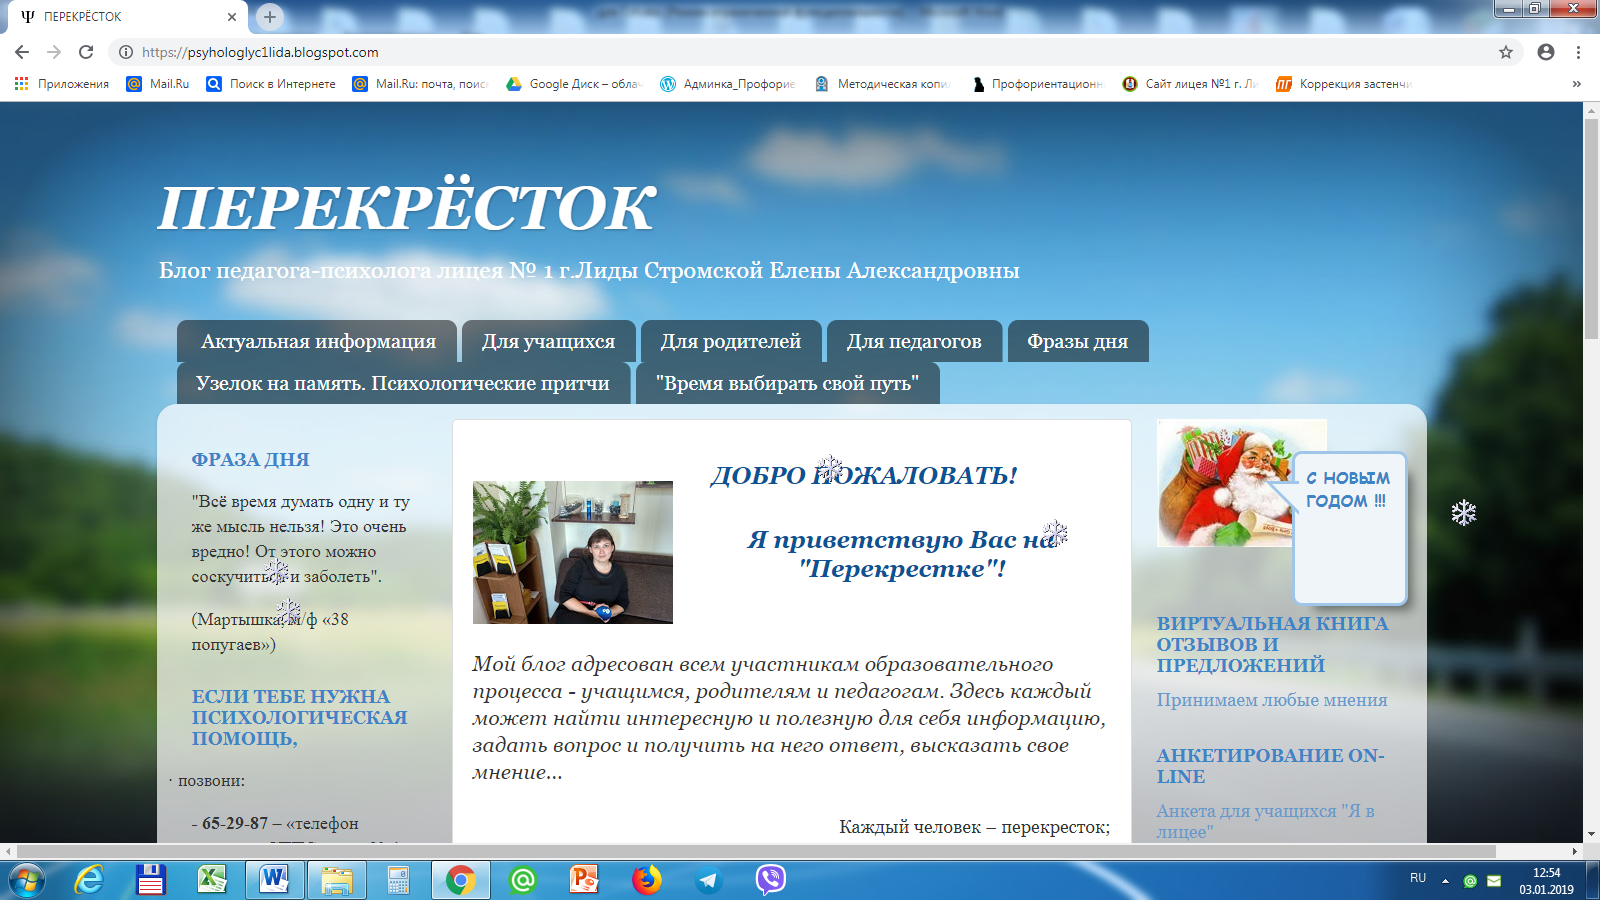 ПЕРЕКРЁСТОК
https://psyhologlyc1lida.blogspot.com
Приложения
Mail.Ru
Поиск в Интернете
Mail.Ru: почта, поис
Google Диск – обла
Админка_Профорие
Методическая копи
Профориентационн
Сайт лицея №1 г. Ли
Коррекция застенчи
ПЕРЕКРЁСТОК
Блог педагога-психолога лицея № 1 г.Лиды Стромской Елены Александровны
Актуальная информация
Для учащихся
Для родителей
Для педагогов
Фразы дня
Узелок на память. Психологические притчи
"Время выбирать свой путь"
ФРАЗА ДНЯ
"Всё время думать одну и ту
же мысль нельзя! Это очень
вредно! От этого можно
соскучиться и заболеть".
(Мартышка, м/ф «38
попугаев»)
ЕСЛИ ТЕБЕ НУЖНА
ПСИХОЛОГИЧЕСКАЯ
ПОМОЩЬ,
· позвони:
- 65-29-87 – «телефон
ДОБРО ПОЖАЛОВАТЬ!
Я приветствую Вас на
"Перекрестке"!
Мой блог адресован всем участникам образовательного
процесса - учащимся, родителям и педагогам. Здесь каждый
может найти интересную и полезную для себя информацию,
задать вопрос и получить на него ответ, высказать свое
мнение...
Каждый человек – перекресток;
С НОВЫМ
ГОДОМ !!!
ВИРТУАЛЬНАЯ КНИГА
ОТЗЫВОВ И
ПРЕДЛОЖЕНИЙ
Принимаем любые мнения
АНКЕТИРОВАНИЕ ON-
LINE
Анкета для учащихся "Я в
лицее"
RU
12:54
03.01.2019